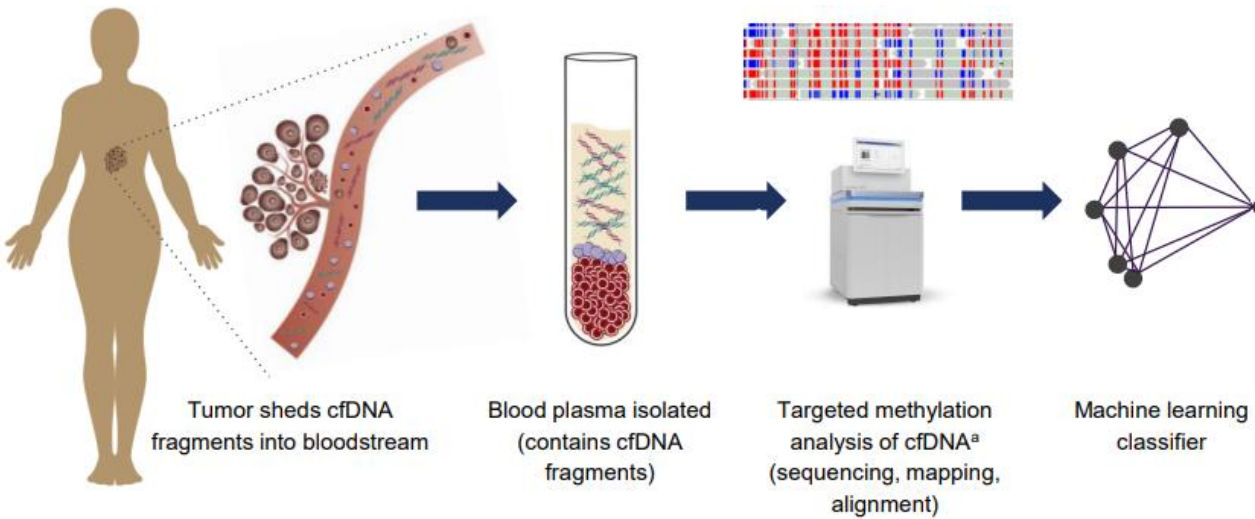 Tumor sheds cfDNA
fragments into bloodstream
Blood plasma isolated
(contains cfDNA
fragments)
Targeted methylation
analysis of cfDNAᵃ
(sequencing, mapping,
alignment)
Machine learning
classifier